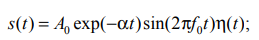 s(t) = A₀ exp(−αt)sin(2πf₀t)η(t);